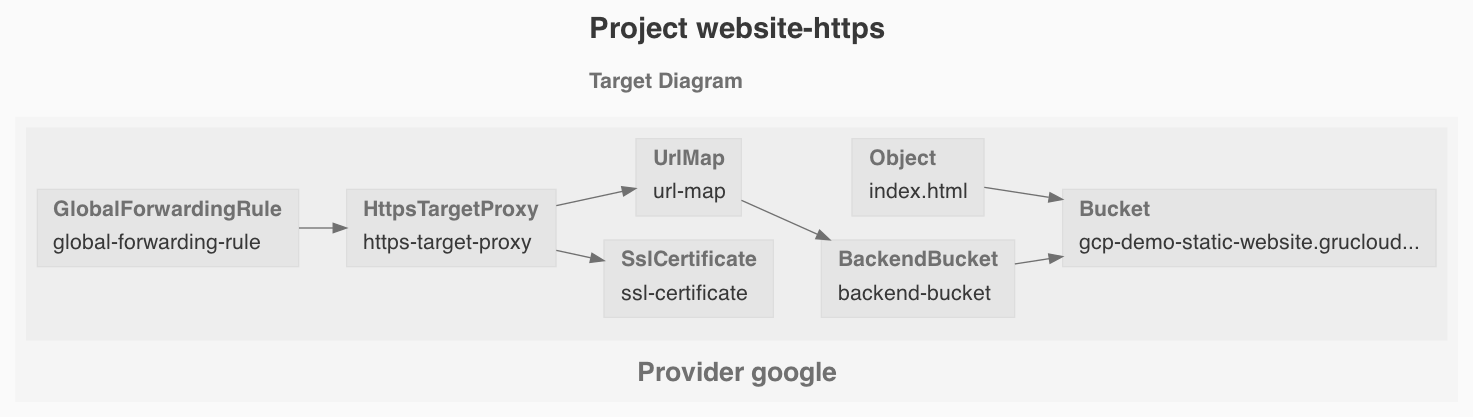 Project website-https
Target Diagram
GlobalForwardingRule
global-forwarding-rule
HttpsTargetProxy
https-target-proxy
UrlMap
url-map
SslCertificate
ssl-certificate
Object
index.html
BackendBucket
backend-bucket
Bucket
gcp-demo-static-website.grucloud...
Provider google